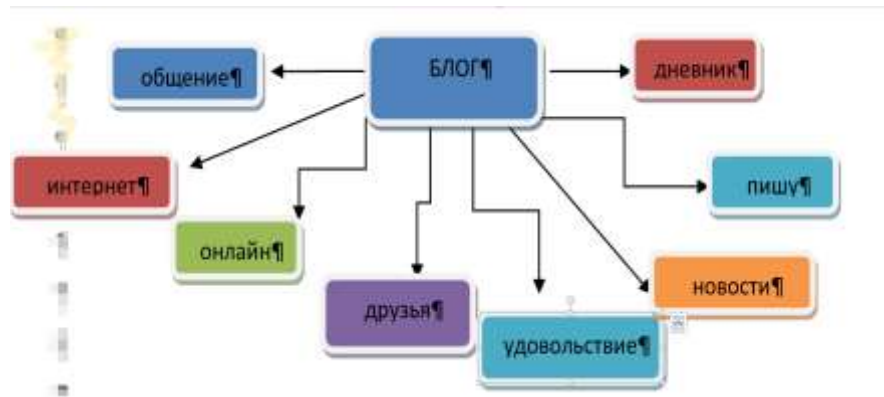 БЛОГ¶
общение¶
дневник¶
интернет¶
пишу¶
онлайн¶
новости¶
друзья¶
удовольствие¶